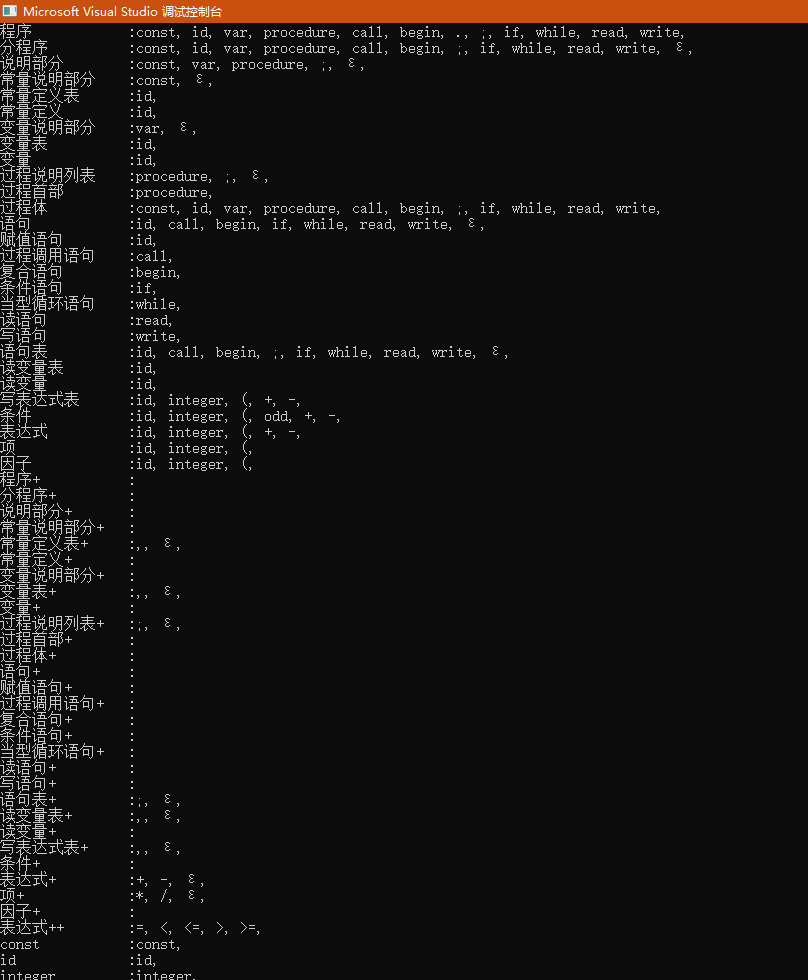 Microsoft Visual Studio 调试控制台
程序 :const, id, var, procedure, call, begin, ., ;, if, while, read, write,
分程序 :const, id, var, procedure, call, begin, ;, if, while, read, write, ε,
说明部分 :const, var, procedure, ;, ε,
常量说明部分 :const, ε,
常量定义表 :id,
常量定义 :id,
变量说明部分 :var, ε,
变量表 :id,
变量 :id,
过程说明列表 :procedure, ;, ε,
过程首部 :procedure,
过程体 :const, id, var, procedure, call, begin, ;, if, while, read, write,
语句 :id, call, begin, if, while, read, write, ε,
赋值语句 :id,
过程调用语句 :call,
复合语句 :begin,
条件语句 :if,
当型循环语句 :while,
读语句 :read,
写语句 :write,
语句表 :id, call, begin, ;, if, while, read, write, ε,
读变量表 :id,
读变量 :id,
写表达式表 :id, integer, (, +, -,
条件 :id, integer, (, odd, +, -,
表达式 :id, integer, (, +, -,
项 :id, integer, (,
因子 :id, integer, (,
程序+ :
分程序+ :
说明部分+ :
常量说明部分+ :
常量定义表+ :,, ε,
常量定义+ :
变量说明部分+ :
变量表+ :,, ε,
变量+ :
过程说明列表+ :;, ε,
过程首部+ :
过程体+ :
语句+ :
赋值语句+ :
过程调用语句+ :
复合语句+ :
条件语句+ :
当型循环语句+ :
读语句+ :
写语句+ :
语句表+ :;, ε,
读变量表+ :,, ε,
读变量+ :
写表达式表+ :,, ε,
条件+ :
表达式+ :+, -, ε,
项+ :*, /, ε,
因子+ :
表达式++ :=, <, <=, >, >=,
const :const,
id :id,
integer :integer,